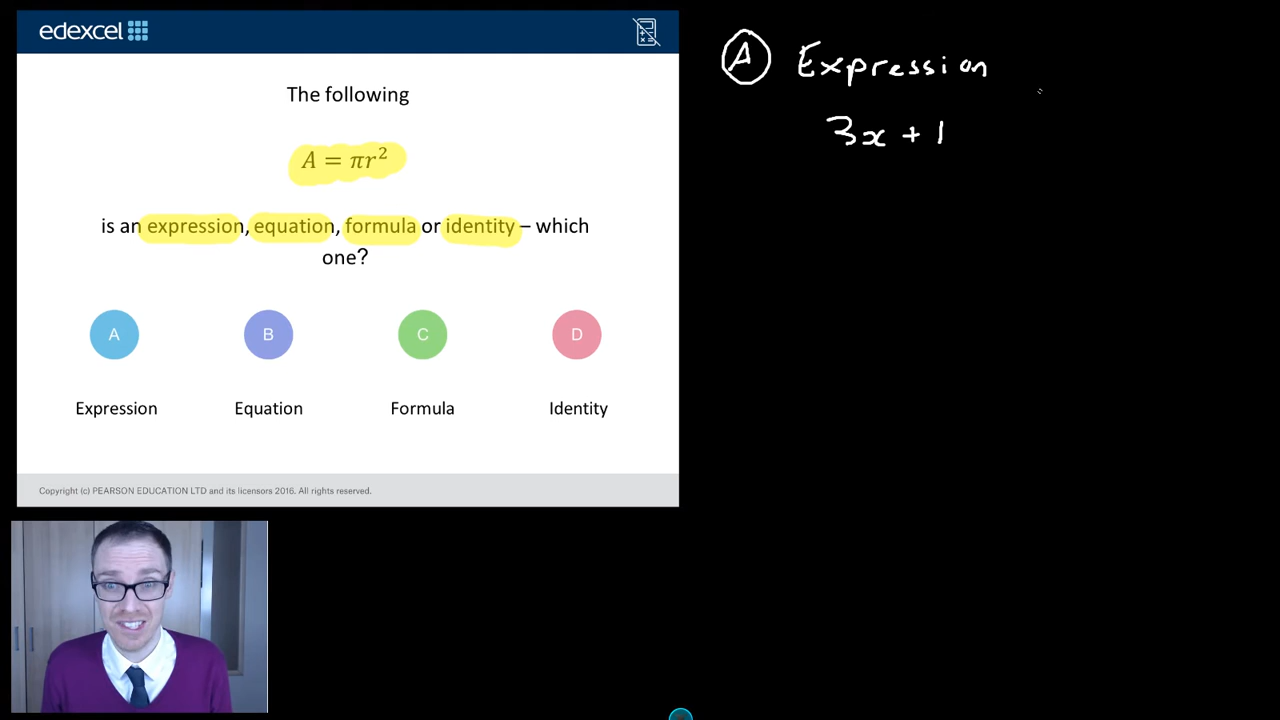 edexcel
The following
A = πr²
is an expression, equation, formula or identity – which
one?
A
B
C
D
Expression
Equation
Formula
Identity
Copyright (c) PEARSON EDUCATION LTD and its licensors 2016. All rights reserved.
A Expression
3x + 1